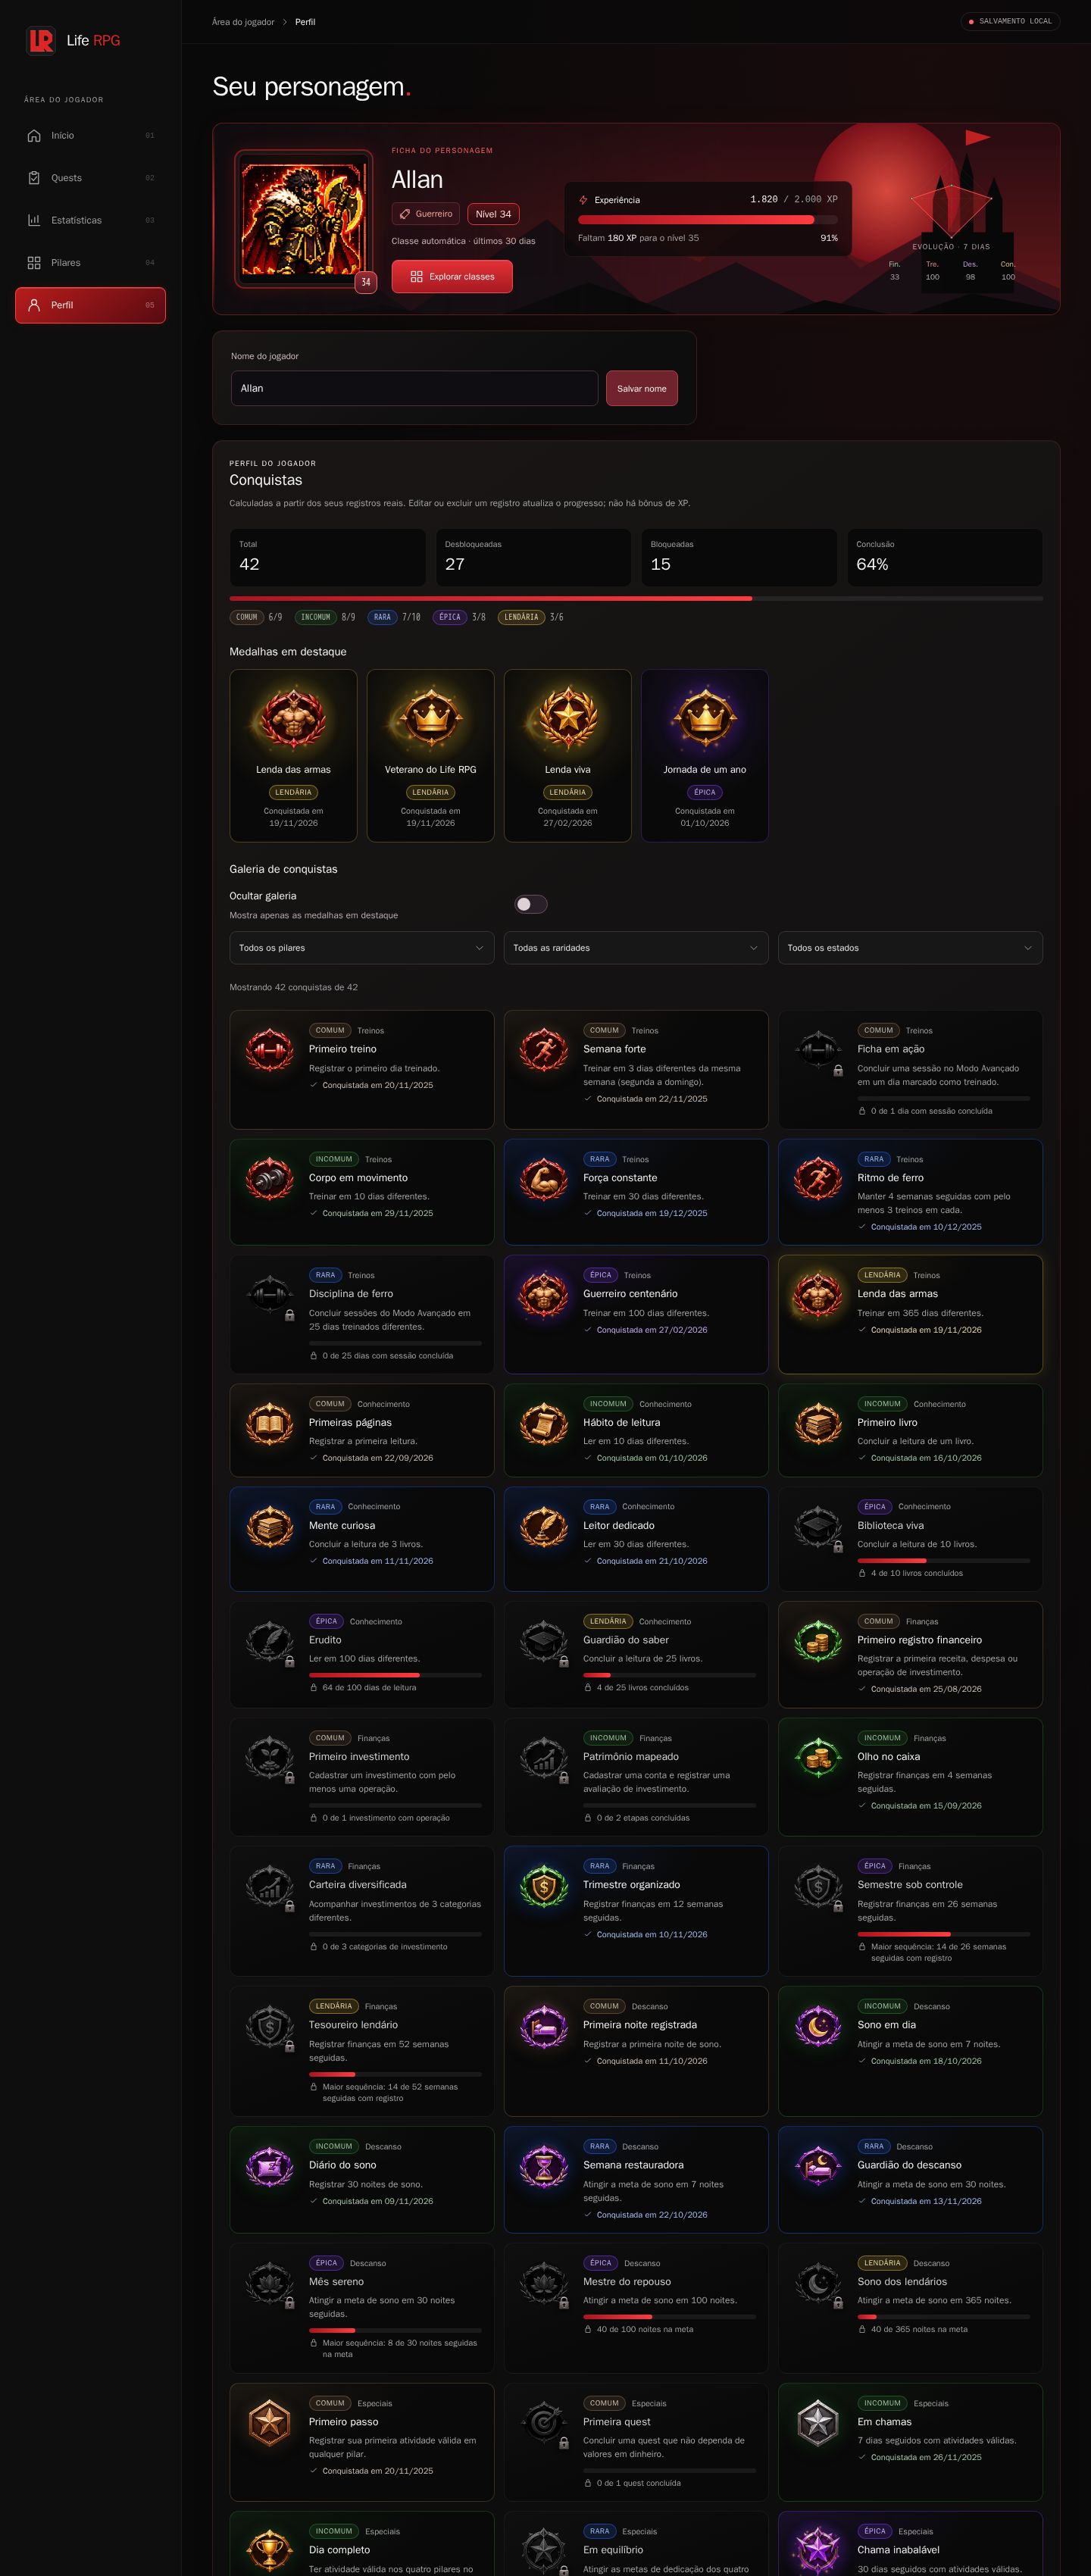 LR Life RPG
ÁREA DO JOGADOR
Início 01
Quests 02
Estatísticas 03
Pilares 04
Perfil 05
Área do jogador > Perfil
SALVAMENTO LOCAL
Seu personagem.
34
FICHA DO PERSONAGEM
Allan
Guerreiro Nível 34
Classe automática · últimos 30 dias
Explorar classes
Experiência 1.820 / 2.000 XP
Faltam 180 XP para o nível 35 91%
EVOLUÇÃO · 7 DIAS
Fin. Tre. Des. Con.
33 100 98 100
Nome do jogador
Allan
Salvar nome
PERFIL DO JOGADOR
Conquistas
Calculadas a partir dos seus registros reais. Editar ou excluir um registro atualiza o progresso; não há bônus de XP.
Total
42
Desbloqueadas
27
Bloqueadas
15
Conclusão
64%
COMUM 6/9 INCOMUM 8/9 RARA 7/10 ÉPICA 3/8 LENDÁRIA 3/6
Medalhas em destaque
Lenda das armas
LENDÁRIA
Conquistada em
19/11/2026
Veterano do Life RPG
LENDÁRIA
Conquistada em
19/11/2026
Lenda viva
LENDÁRIA
Conquistada em
27/02/2026
Jornada de um ano
ÉPICA
Conquistada em
01/10/2026
Galeria de conquistas
Ocultar galeria
Mostra apenas as medalhas em destaque
Todos os pilares
Todas as raridades
Todos os estados
Mostrando 42 conquistas de 42
COMUM Treinos
Primeiro treino
Registrar o primeiro dia treinado.
Conquistada em 20/11/2025
COMUM Treinos
Semana forte
Treinar em 3 dias diferentes da mesma
semana (segunda a domingo).
Conquistada em 22/11/2025
COMUM Treinos
Ficha em ação
Concluir uma sessão no Modo Avançado
em um dia marcado como treinado.
0 de 1 dia com sessão concluída
INCOMUM Treinos
Corpo em movimento
Treinar em 10 dias diferentes.
Conquistada em 29/11/2025
RARA Treinos
Força constante
Treinar em 30 dias diferentes.
Conquistada em 19/12/2025
RARA Treinos
Ritmo de ferro
Manter 4 semanas seguidas com pelo
menos 3 treinos em cada.
Conquistada em 10/12/2025
RARA Treinos
Disciplina de ferro
Concluir sessões do Modo Avançado em
25 dias treinados diferentes.
0 de 25 dias com sessão concluída
ÉPICA Treinos
Guerreiro centenário
Treinar em 100 dias diferentes.
Conquistada em 27/02/2026
LENDÁRIA Treinos
Lenda das armas
Treinar em 365 dias diferentes.
Conquistada em 19/11/2026
COMUM Conhecimento
Primeiras páginas
Registrar a primeira leitura.
Conquistada em 22/09/2026
INCOMUM Conhecimento
Hábito de leitura
Ler em 10 dias diferentes.
Conquistada em 01/10/2026
INCOMUM Conhecimento
Primeiro livro
Concluir a leitura de um livro.
Conquistada em 16/10/2026
RARA Conhecimento
Mente curiosa
Concluir a leitura de 3 livros.
Conquistada em 11/11/2026
RARA Conhecimento
Leitor dedicado
Ler em 30 dias diferentes.
Conquistada em 21/10/2026
ÉPICA Conhecimento
Biblioteca viva
Concluir a leitura de 10 livros.
4 de 10 livros concluídos
ÉPICA Conhecimento
Erudito
Ler em 100 dias diferentes.
64 de 100 dias de leitura
LENDÁRIA Conhecimento
Guardião do saber
Concluir a leitura de 25 livros.
4 de 25 livros concluídos
COMUM Finanças
Primeiro registro financeiro
Registrar a primeira receita, despesa ou
operação de investimento.
Conquistada em 25/08/2026
COMUM Finanças
Primeiro investimento
Cadastrar um investimento com pelo
menos uma operação.
0 de 1 investimento com operação
INCOMUM Finanças
Patrimônio mapeado
Cadastrar uma conta e registrar uma
avaliação de investimento.
0 de 2 etapas concluídas
INCOMUM Finanças
Olho no caixa
Registrar finanças em 4 semanas
seguidas.
Conquistada em 15/09/2026
RARA Finanças
Carteira diversificada
Acompanhar investimentos de 3 categorias
diferentes.
0 de 3 categorias de investimento
RARA Finanças
Trimestre organizado
Registrar finanças em 12 semanas
seguidas.
Conquistada em 10/11/2026
ÉPICA Finanças
Semestre sob controle
Registrar finanças em 26 semanas
seguidas.
Maior sequência: 14 de 26 semanas
seguidas com registro
LENDÁRIA Finanças
Tesoureiro lendário
Registrar finanças em 52 semanas
seguidas.
Maior sequência: 14 de 52 semanas
seguidas com registro
COMUM Descanso
Primeira noite registrada
Registrar a primeira noite de sono.
Conquistada em 11/10/2026
INCOMUM Descanso
Sono em dia
Atingir a meta de sono em 7 noites.
Conquistada em 18/10/2026
INCOMUM Descanso
Diário do sono
Registrar 30 noites de sono.
Conquistada em 09/11/2026
RARA Descanso
Semana restauradora
Atingir a meta de sono em 7 noites
seguidas.
Conquistada em 22/10/2026
RARA Descanso
Guardião do descanso
Atingir a meta de sono em 30 noites.
Conquistada em 13/11/2026
ÉPICA Descanso
Mês sereno
Atingir a meta de sono em 30 noites
seguidas.
Maior sequência: 8 de 30 noites seguidas
na meta
ÉPICA Descanso
Mestre do repouso
Atingir a meta de sono em 100 noites.
40 de 100 noites na meta
LENDÁRIA Descanso
Sono dos lendários
Atingir a meta de sono em 365 noites.
40 de 365 noites na meta
COMUM Especiais
Primeiro passo
Registrar sua primeira atividade válida em
qualquer pilar.
Conquistada em 20/11/2025
COMUM Especiais
Primeira quest
Concluir uma quest que não dependa de
valores em dinheiro.
0 de 1 quest concluída
INCOMUM Especiais
Em chamas
7 dias seguidos com atividades válidas.
Conquistada em 26/11/2025
INCOMUM Especiais
Dia completo
Ter atividade válida nos quatro pilares no
RARA Especiais
Em equilíbrio
Atingir as metas de dedicação dos quatro
ÉPICA Especiais
Chama inabalável
30 dias seguidos com atividades válidas.